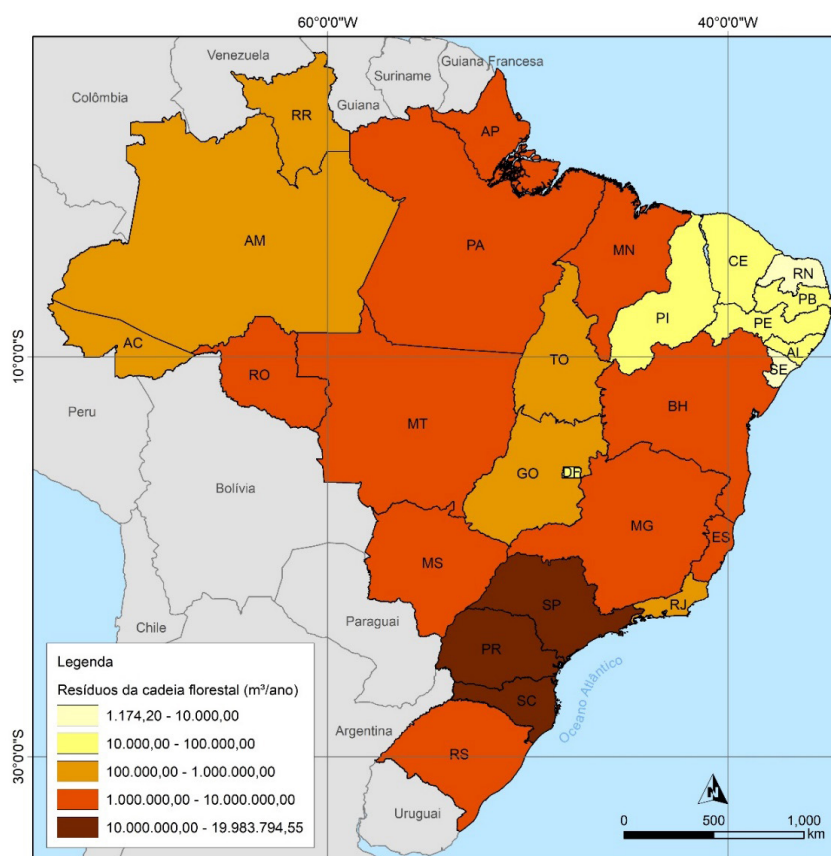 60°0'0"W
40°0'0"W
Venezuela
Guiana Francesa
Suriname
Colômbia
Guiana
RR
AP
AM
PA
MN
CE
RN
PB
PI
PE
AC
AL
10°0'0"S
TO
SE
RO
Peru
BH
MT
GO
DF
Bolívia
MG
ES
MS
SP
RJ
Paraguai
Chile
PR
Legenda
Resíduos da cadeia florestal (m³/ano)
1.174,20 - 10.000,00
10.000,00 - 100.000,00
100.000,00 - 1.000.000,00
1.000.000,00 - 10.000.000,00
10.000.000,00 - 19.983.794,55
SC
Oceano Atlântico
Argentina
30°0'0"S
RS
N
Uruguai
0 500 1,000
km